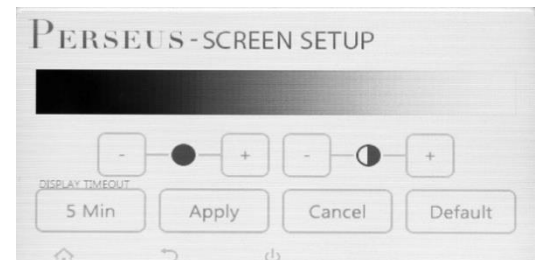 PERSEUS-SCREEN SETUP
- + - +
DISPLAY TIMEOUT
5 Min Apply Cancel Default